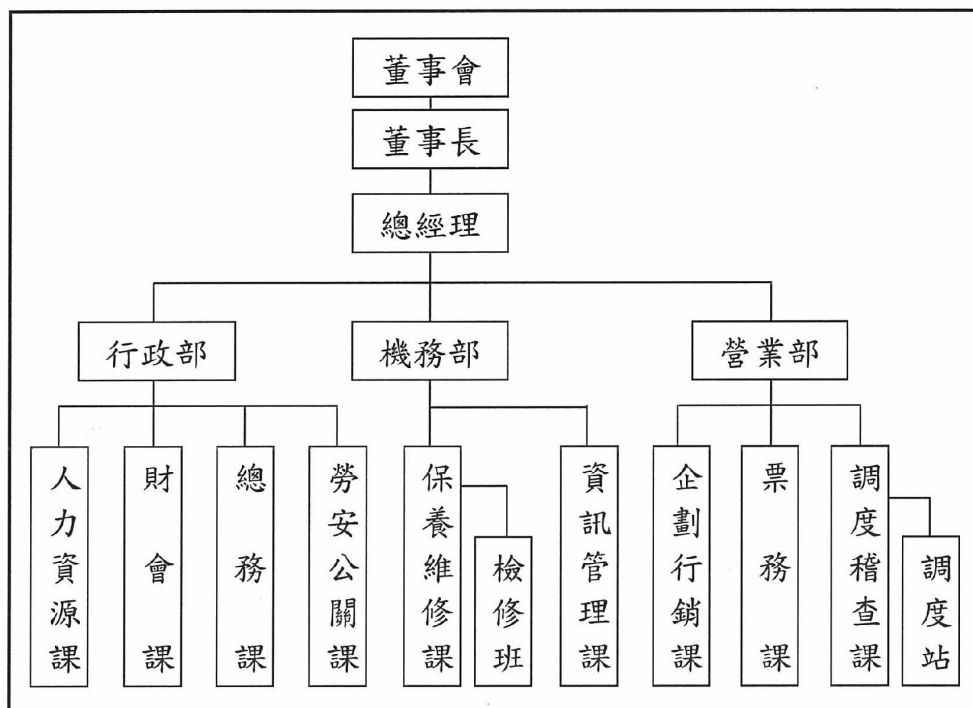 董事會
董事長
總經理
行政部
機務部
營業部
人力資源課
財會課
總務課
勞安公關課
保養維修課
檢修班
資訊管理課
企劃行銷課
票務課
調度稽查課
調度站